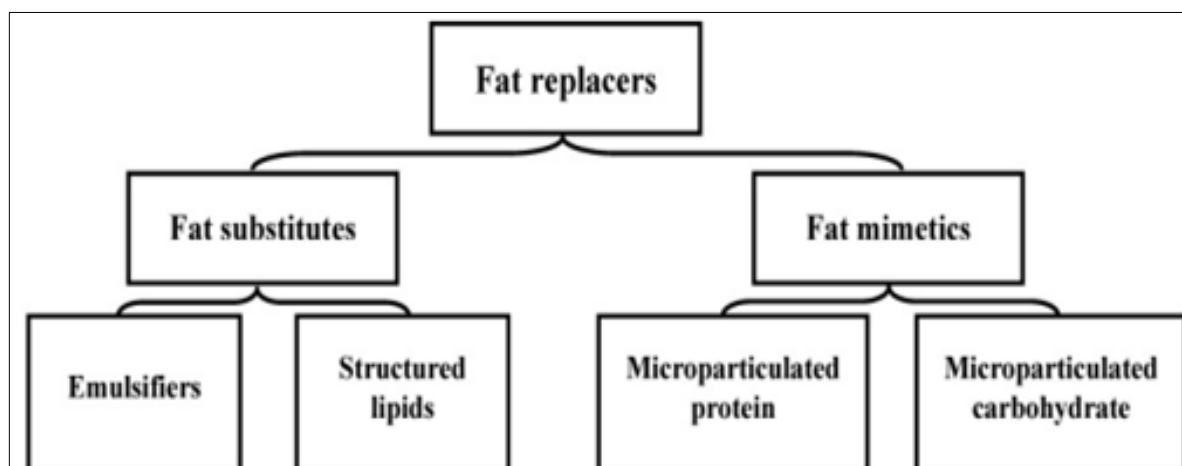 Fat replacers
Fat substitutes
Fat mimetics
Emulsifiers
Structured
lipids
Microparticulated
protein
Microparticulated
carbohydrate